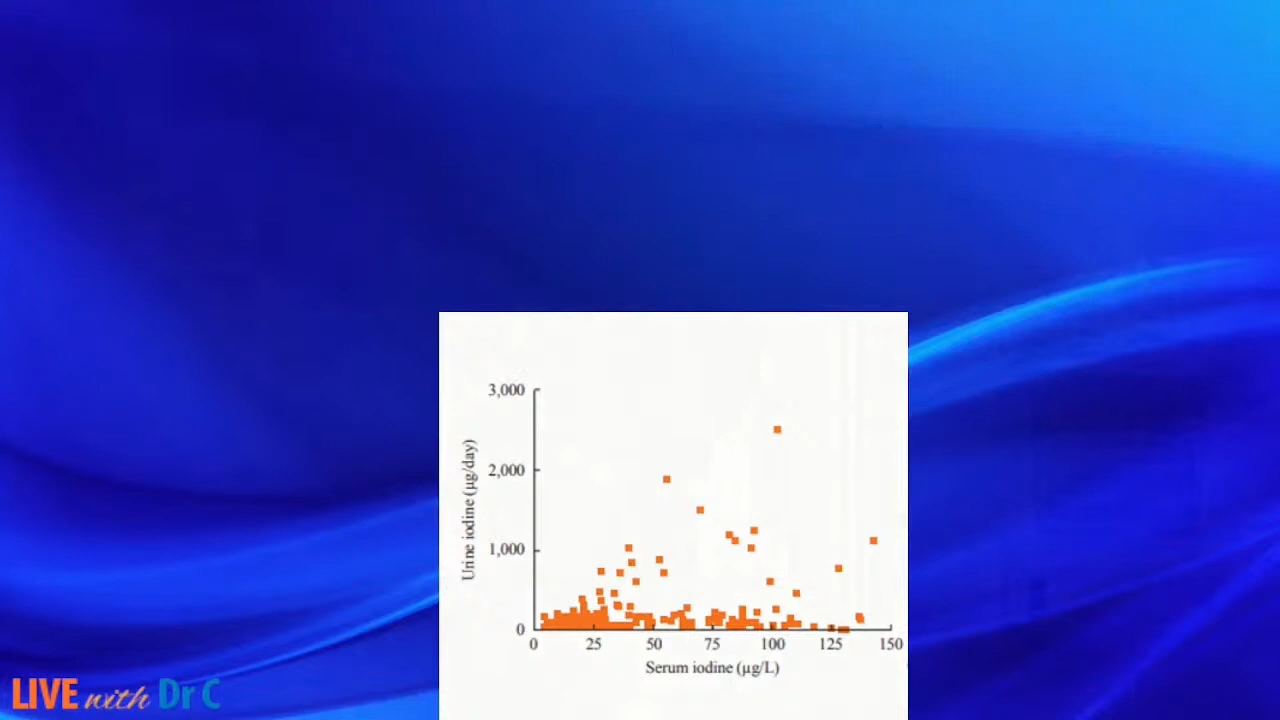 3,000
2,000
1,000
0
Urine iodine (µg/day)
0 25 50 75 100 125 150
Serum iodine (µg/L)
LIVE with Dr C